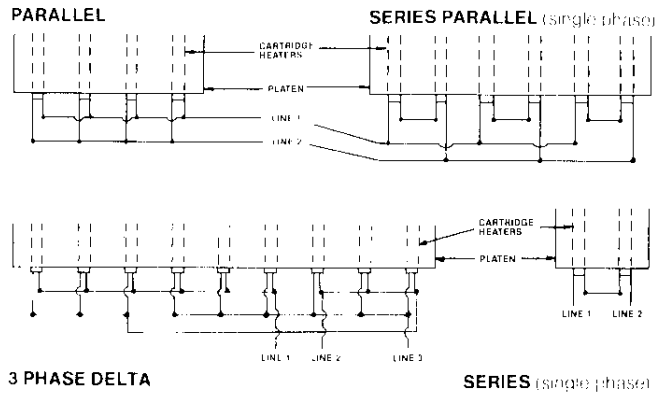 PARALLEL
SERIES PARALLEL (single phase)
CARTRIDGE
HEATERS
PLATEN
LINE 1
LINE 2
CARTRIDGE
HEATERS
PLATEN
LINE 1 LINE 2 LINE 3
LINE 1 LINE 2
3 PHASE DELTA
SERIES (single phase)